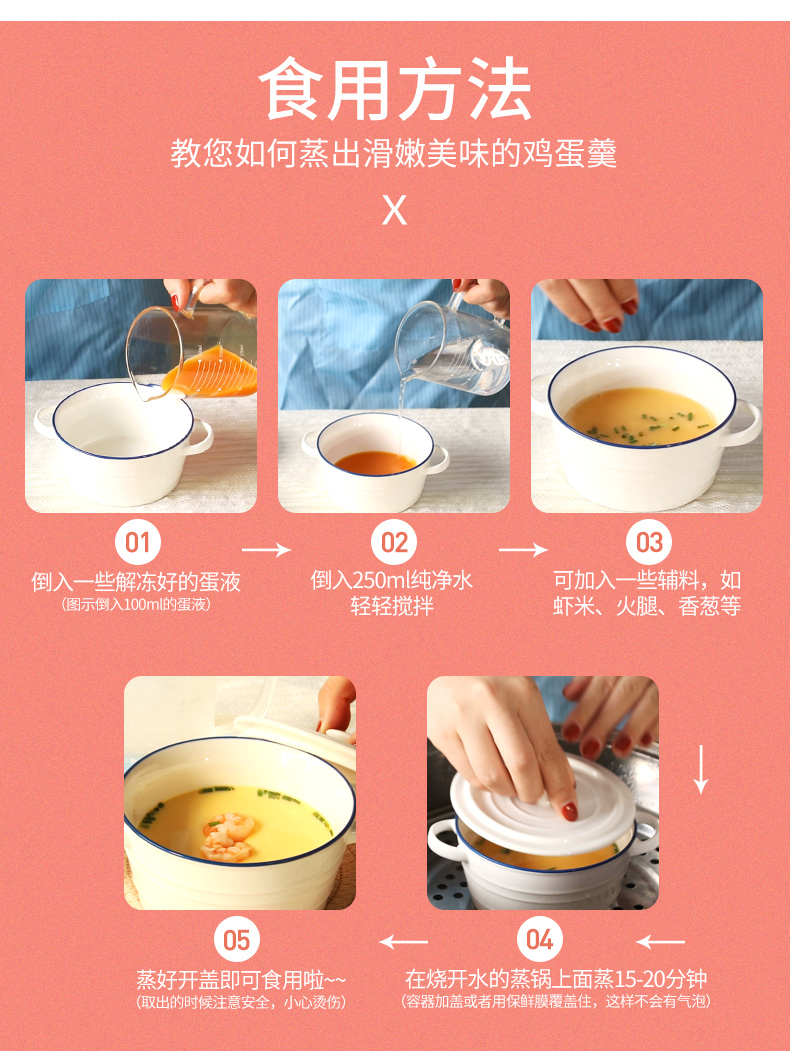 食用方法
教您如何蒸出滑嫩美味的鸡蛋羹
X
01
倒入一些解冻好的蛋液
（图示倒入100ml的蛋液）
02
倒入250ml纯净水
轻轻搅拌
03
可加入一些辅料，如
虾米、火腿、香葱等
04
在烧开水的蒸锅上面蒸15-20分钟
（容器加盖或者用保鲜膜覆盖住，这样不会有气泡）
05
蒸好开盖即可食用啦~~
（取出的时候注意安全，小心烫伤）